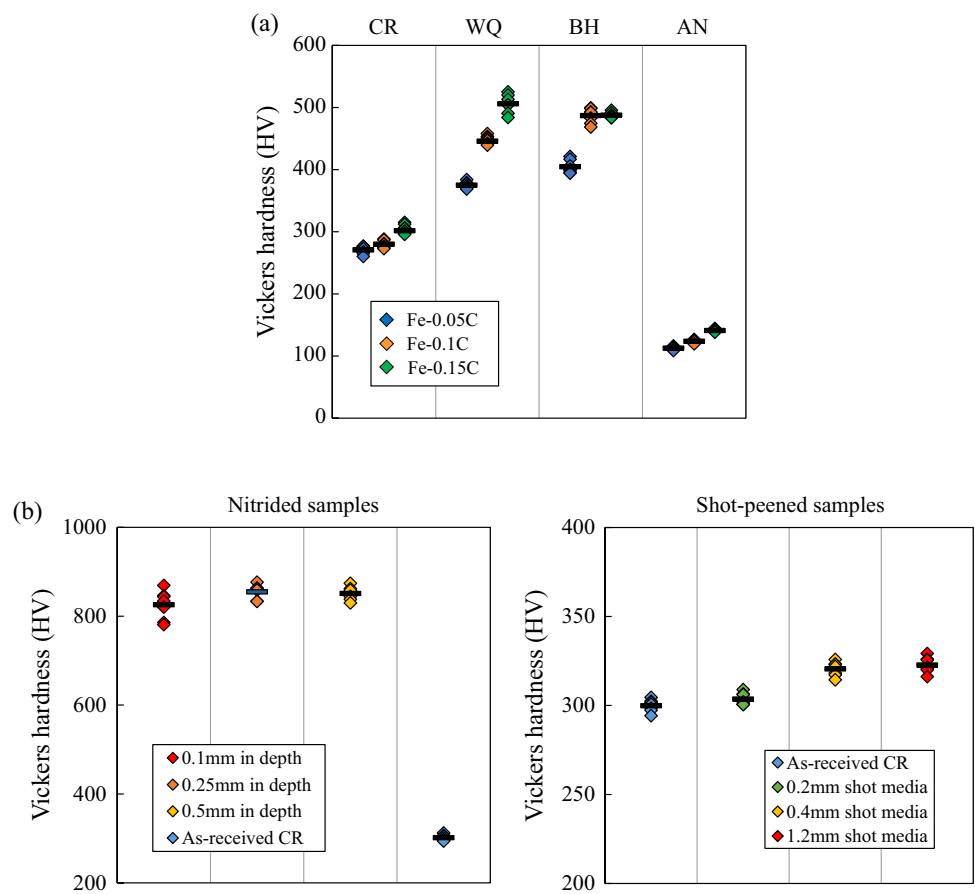 (a)
CR WQ BH AN
600
500
400
300
200
100
0
Vickers hardness (HV)
Fe-0.05C
Fe-0.1C
Fe-0.15C
(b)
Nitrided samples
1000
800
600
400
200
Vickers hardness (HV)
0.1mm in depth
0.25mm in depth
0.5mm in depth
As-received CR
Shot-peened samples
400
350
300
250
200
Vickers hardness (HV)
As-received CR
0.2mm shot media
0.4mm shot media
1.2mm shot media